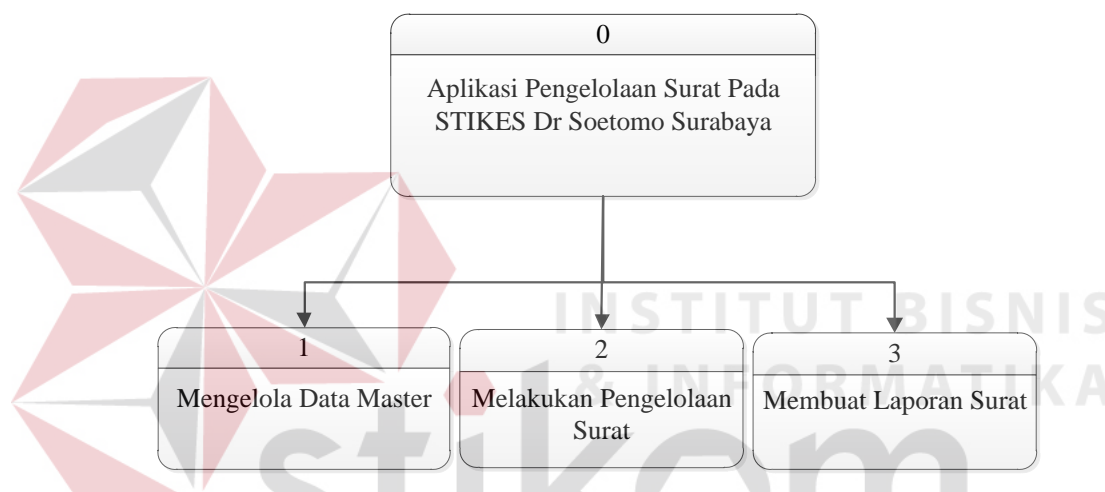 0
Aplikasi Pengelolaan Surat Pada
STIKES Dr Soetomo Surabaya
INSTITUT BISNIS
& INFORMATIKA
1
Mengelola Data Master
2
Melakukan Pengelolaan
Surat
3
Membuat Laporan Surat
stikom